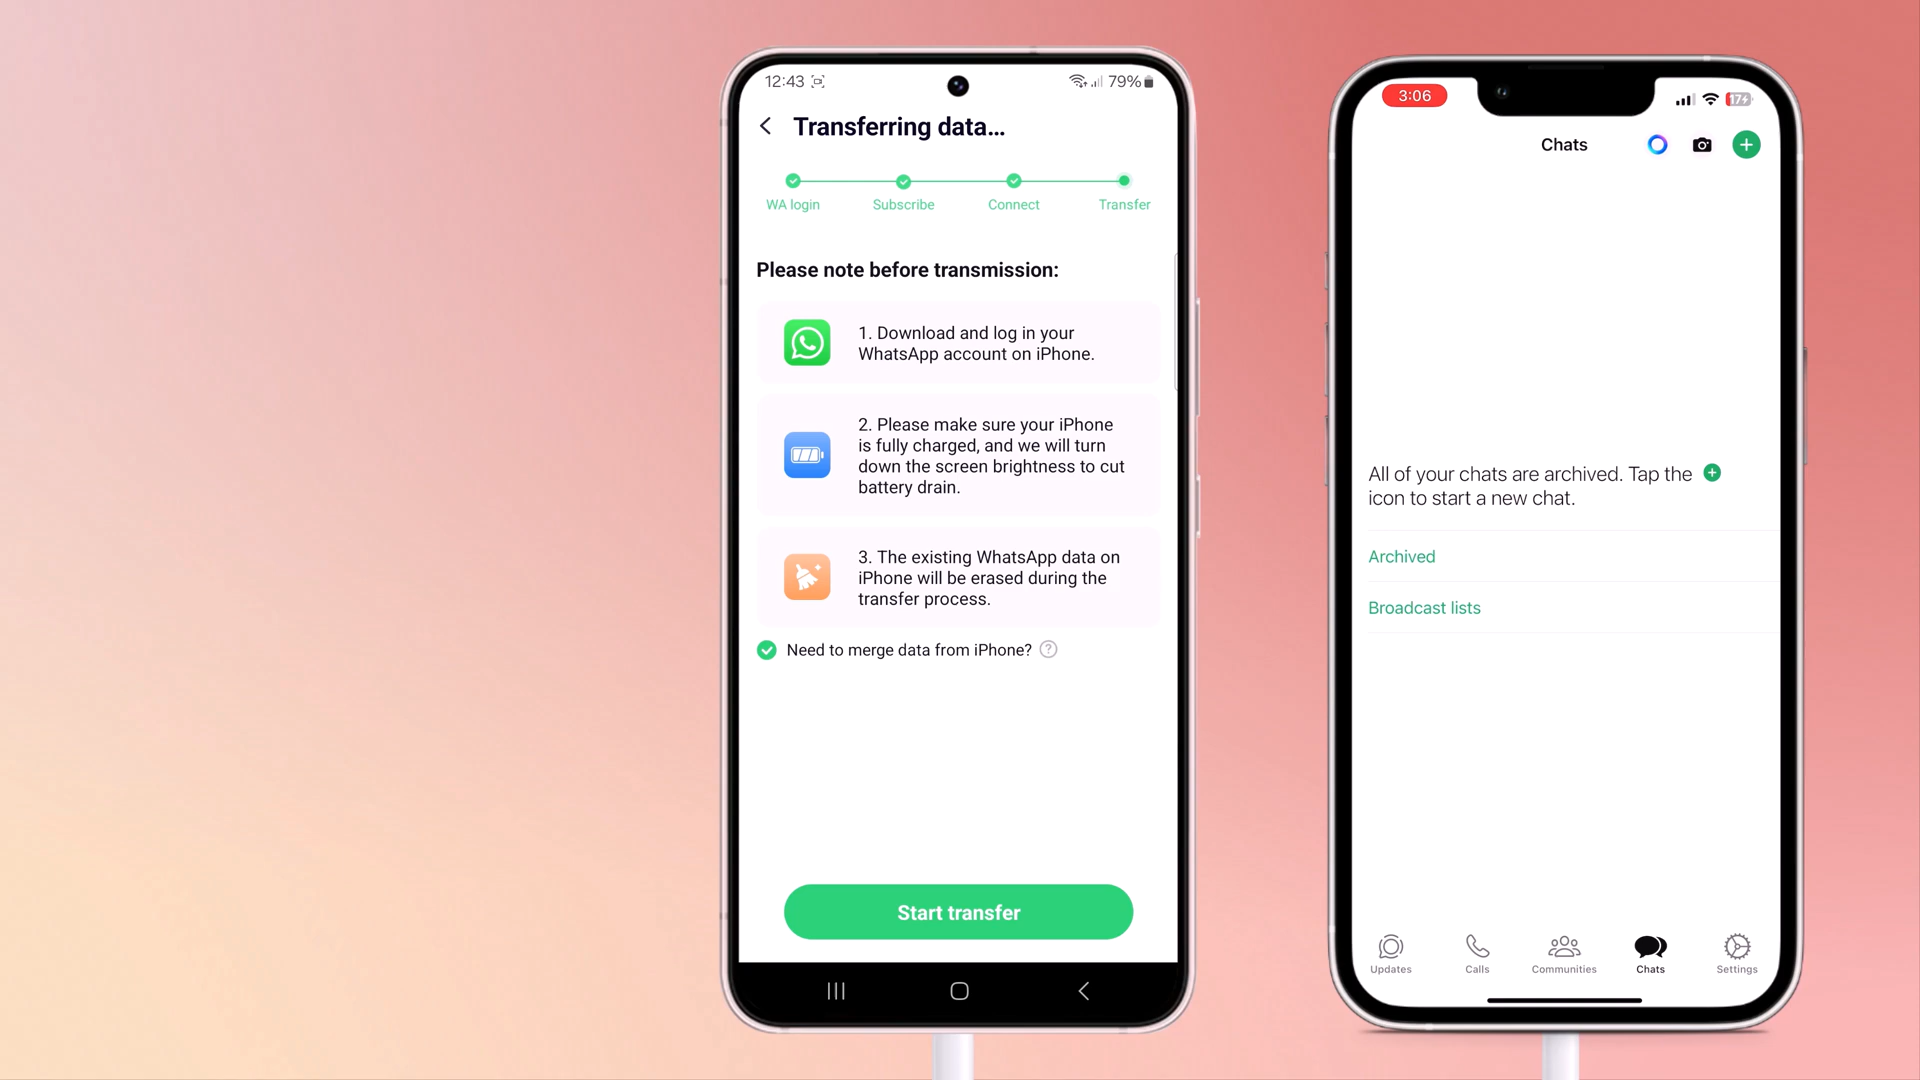 12:43
79%
Transferring data...
WA login
Subscribe
Connect
Transfer
Please note before transmission:
1. Download and log in your
WhatsApp account on iPhone.
2. Please make sure your iPhone
is fully charged, and we will turn
down the screen brightness to cut
battery drain.
3. The existing WhatsApp data on
iPhone will be erased during the
transfer process.
Need to merge data from iPhone? ?
Start transfer
3:06
17
Chats
All of your chats are archived. Tap the
icon to start a new chat.
Archived
Broadcast lists
Updates
Calls
Communities
Chats
Settings